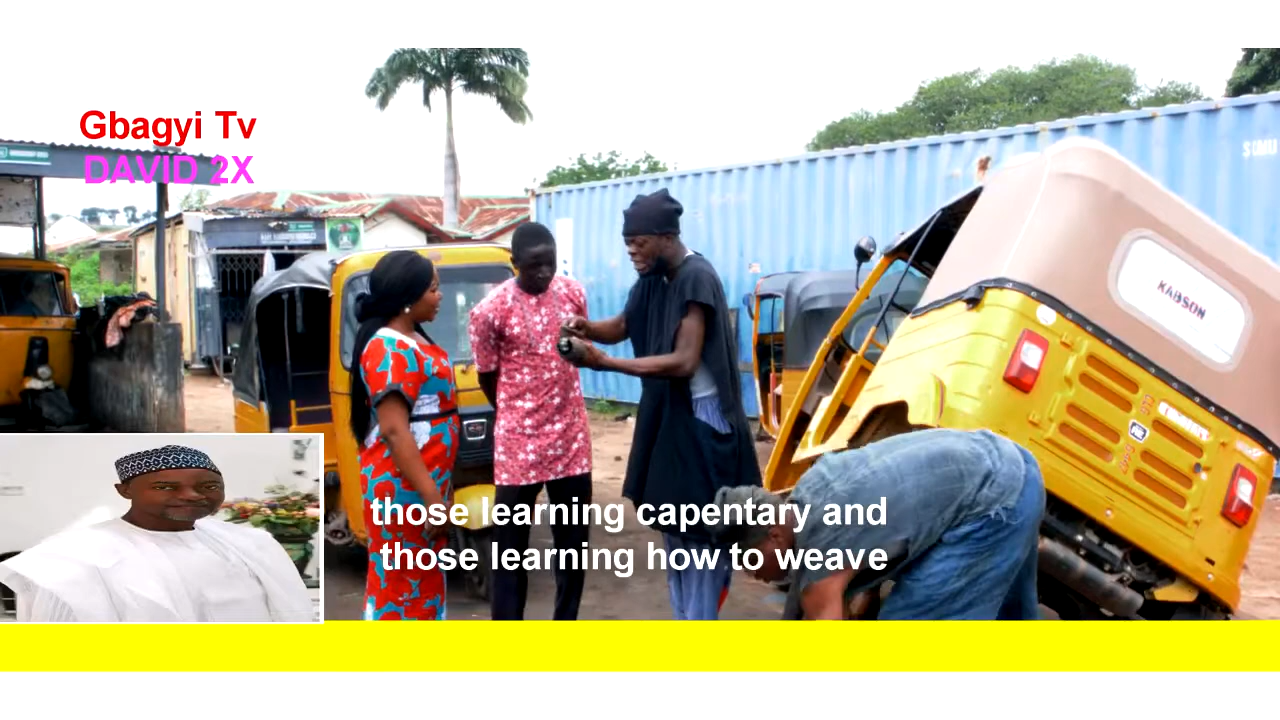 Gbagyi Tv
DAVID 2X
KABSON
those learning capentary and
those learning how to weave